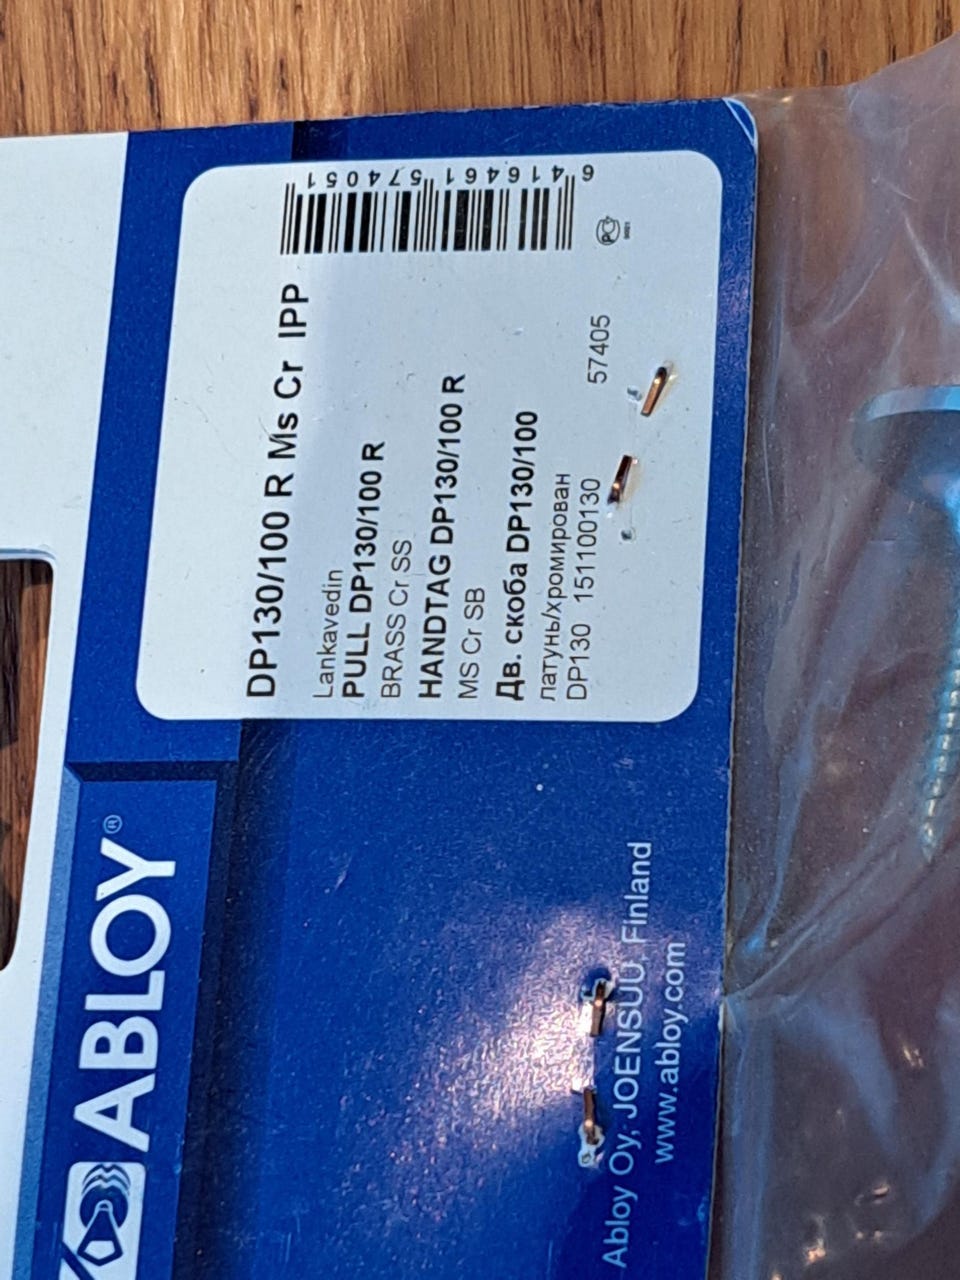 DP130/100 R Ms Cr IPP
Lankavedin
PULL DP130/100 R
BRASS Cr SS
HANDTAG DP130/100 R
MS Cr SB
Дв. скоба DP130/100
латунь/хромирован
DP130 151100130 57405
6 416461 574051
ABLOY®
Abloy Oy, JOENSUU, Finland
www.abloy.com